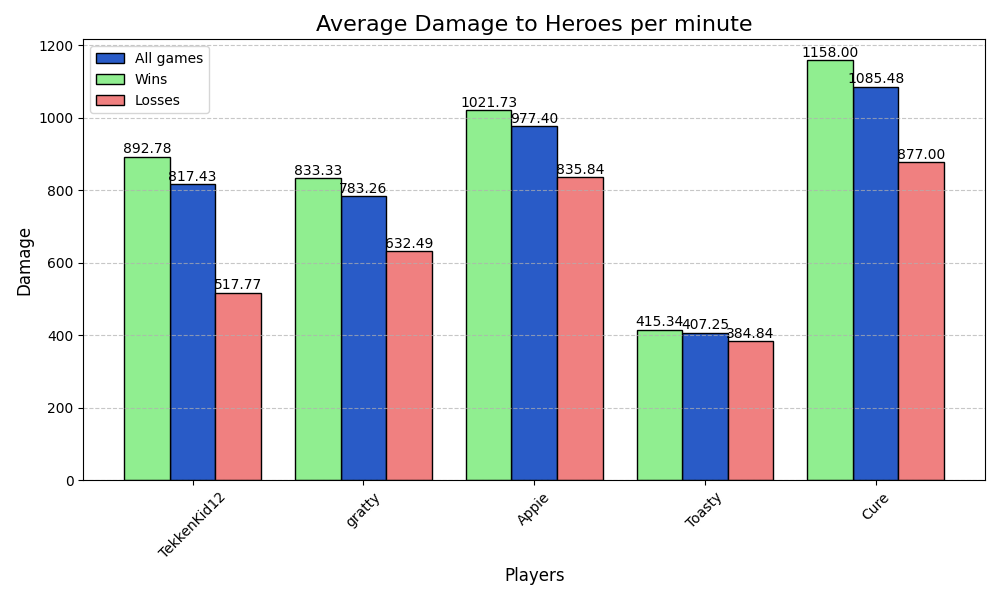 Average Damage to Heroes per minute
All games
Wins
Losses
Damage
1200
1000
800
600
400
200
0
892.78
817.43
517.77
833.33
783.26
632.49
1021.73
977.40
835.84
415.34
407.25
384.84
1158.00
1085.48
877.00
TekkenKid12
gratty
Appie
Toasty
Cure
Players